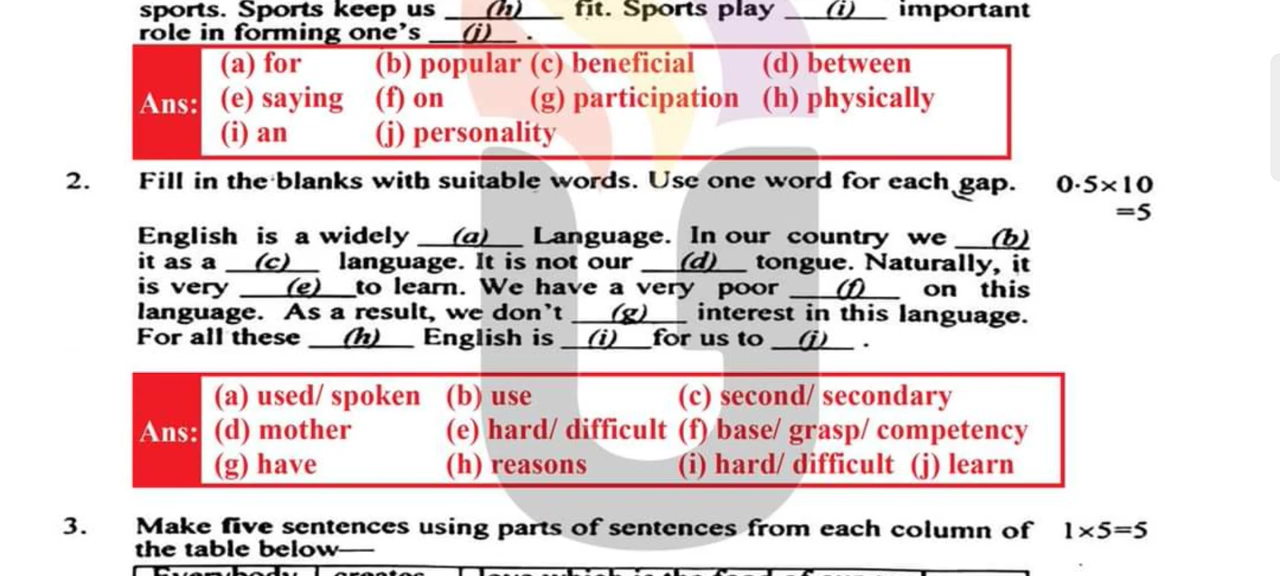 sports. Sports keep us (h) fit. Sports play (i) important
role in forming one's (j) .
Ans: (a) for (b) popular (c) beneficial (d) between
(e) saying (f) on (g) participation (h) physically
(i) an (j) personality
2. Fill in the blanks with suitable words. Use one word for each gap. 0·5×10
=5
English is a widely (a) Language. In our country we (b)
it as a (c) language. It is not our (d) tongue. Naturally, it
is very (e) to learn. We have a very poor (f) on this
language. As a result, we don't (g) interest in this language.
For all these (h) English is (i) for us to (j) .
Ans: (a) used/ spoken (b) use (c) second/ secondary
(d) mother (e) hard/ difficult (f) base/ grasp/ competency
(g) have (h) reasons (i) hard/ difficult (j) learn
3. Make five sentences using parts of sentences from each column of 1×5=5
the table below—